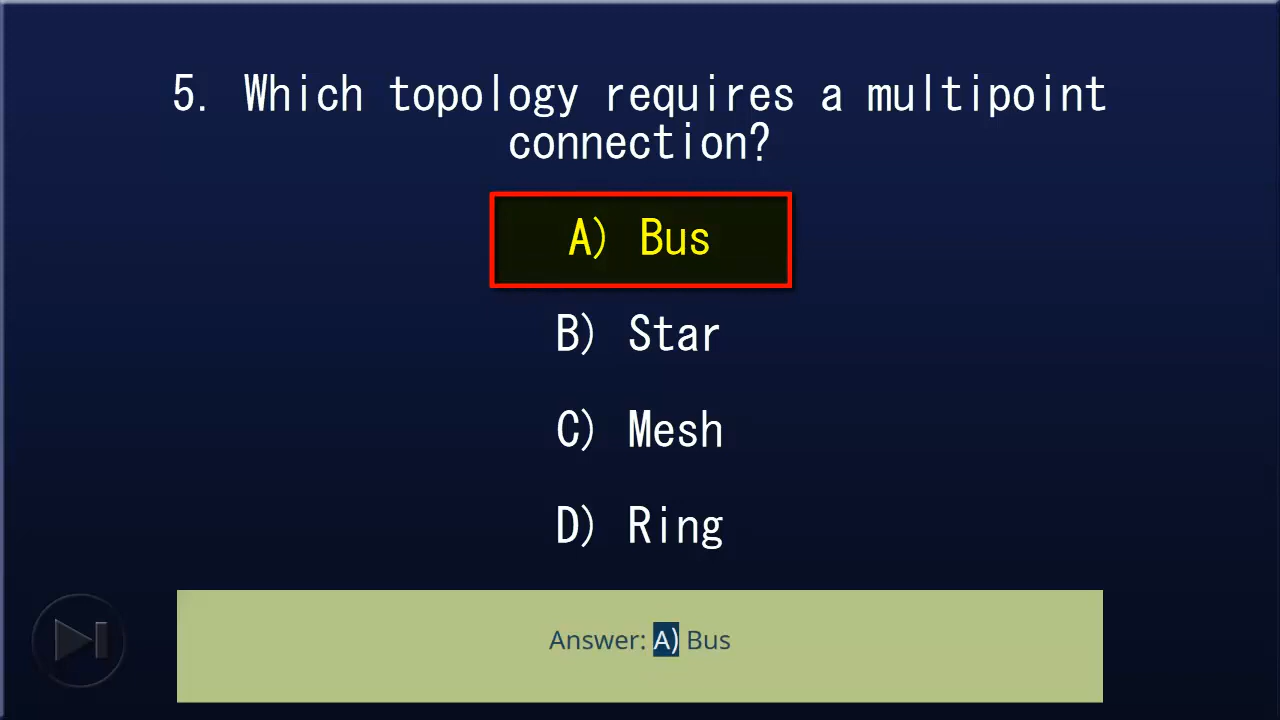 5. Which topology requires a multipoint
connection?
A) Bus
B) Star
C) Mesh
D) Ring
Answer: A) Bus